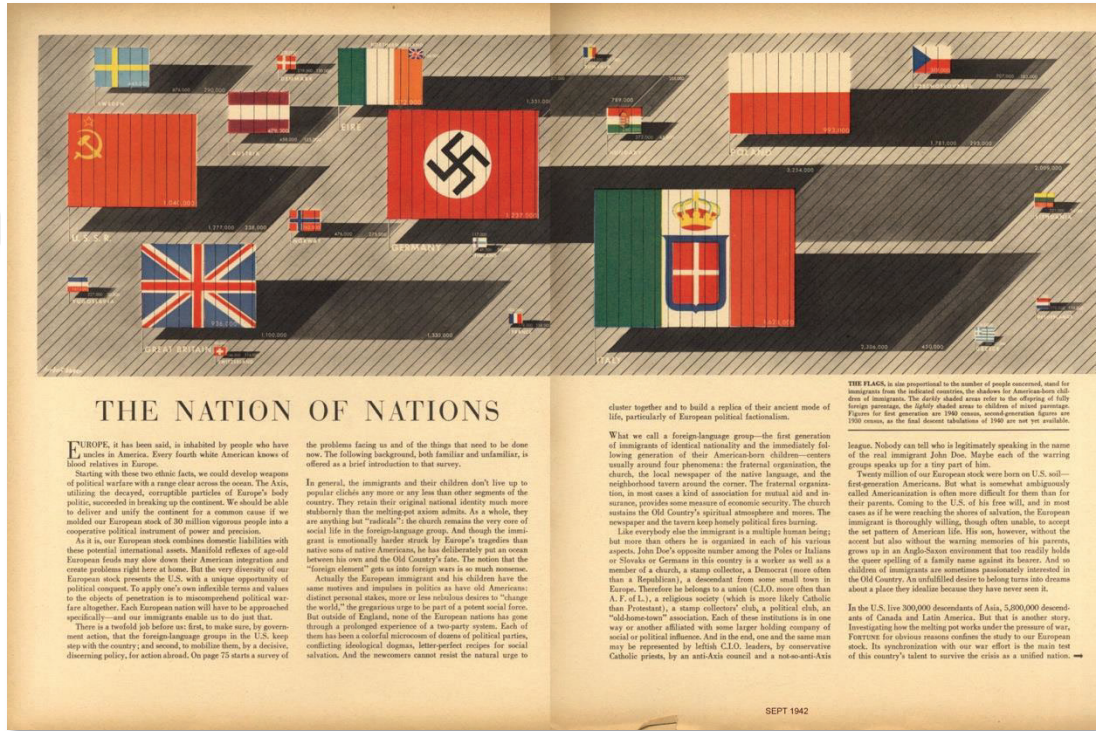 SWEDEN
DENMARK
AUSTRIA
EIRE
789,000
POLAND
993,000
1,781,000
1,040,000
1,277,000
U.S.S.R.
NORWAY
GERMANY
GREAT BRITAIN
1,100,000
1,333,000
SWITZERLAND
ITALY
THE NATION OF NATIONS
EUROPE, it has been said, is inhabited by people who have
uncles in America. Every fourth white American knows of
blood relatives in Europe.
Starting with these two ethnic facts, we could develop weapons
of political warfare with a range clear across the ocean. The Axis,
utilizing the decayed, corruptible particles of Europe's body
politic, succeeded in breaking up the continent. We should be able
to deliver and unify the continent for a common cause if we
molded our European stock of 30 million vigorous people into a
cooperative political instrument of power and precision.
As it is, our European stock combines domestic liabilities with
these potential international assets. Manifold reflexes of age-old
European feuds may slow down their American integration and
create problems right here at home. But the very diversity of our
European stock presents the U.S. with a unique opportunity of
political conquest. To apply one's own inflexible terms and values
to the objects of penetration is to miscomprehend political war-
fare altogether. Each European nation will have to be approached
specifically—and our immigrants enable us to do just that.
There is a twofold job before us: first, to make sure, by govern-
ment action, that the foreign-language groups in the U.S. keep
step with the country; and second, to mobilize them, by a decisive,
discerning policy, for action abroad. On page 75 starts a survey of
the problems facing us and of the things that need to be done
now. The following background, both familiar and unfamiliar, is
offered as a brief introduction to that survey.
In general, the immigrants and their children don't live up to
popular clichés any more or any less than other segments of the
country. They retain their original national identity much more
stubbornly than the melting-pot axiom admits. As a whole, they
are anything but "radicals": the church remains the very core of
social life in the foreign-language group. And though the immi-
grant is emotionally harder struck by Europe's tragedies than
native sons of native Americans, he has deliberately put an ocean
between his own and the Old Country's fate. The notion that the
"foreign element" gets us into foreign wars is so much nonsense.
Actually the European immigrant and his children have the
same motives and impulses in politics as have old Americans:
distinct personal stakes, more or less nebulous desires to "change
the world," the gregarious urge to be part of a potent social force.
But outside of England, none of the European nations has gone
through a prolonged experience of a two-party system. Each of
them has been a colorful microcosm of dozens of political parties,
conflicting ideological dogmas, letter-perfect recipes for social
salvation. And the newcomers cannot resist the natural urge to
cluster together and to build a replica of their ancient mode of
life, particularly of European political factionalism.
What we call a foreign-language group—the first generation
of immigrants of identical nationality and the immediately fol-
lowing generation of their American-born children—centers
usually around four phenomena: the fraternal organization, the
church, the local newspaper of the native language, and the
neighborhood tavern around the corner. The fraternal organiza-
tion, in most cases a kind of association for mutual aid and in-
surance, provides some measure of economic security. The church
sustains the Old Country's spiritual atmosphere and mores. The
newspaper and the tavern keep homely political fires burning.
Like everybody else the immigrant is a multiple human being;
but more than others he is organized in each of his various
aspects. John Doe's opposite number among the Poles or Italians
or Slovaks or Germans in this country is a worker as well as a
member of a church, a stamp collector, a Democrat (more often
than a Republican), a descendant from some small town in
Europe. Therefore he belongs to a union (C.I.O. more often than
A. F. of L.), a religious society (which is more likely Catholic
than Protestant), a stamp collectors' club, a political club, an
"old-home-town" association. Each of these institutions is in one
way or another affiliated with some larger holding company of
social or political influence. And in the end, one and the same man
may be represented by leftish C.I.O. leaders, by conservative
Catholic priests, by an anti-Axis council and a not-so-anti-Axis
THE FLAGS, in size proportional to the number of people concerned, stand for
immigrants from the indicated countries, the shadows for American-born chil-
dren of immigrants. The darkly shaded areas refer to the offspring of fully
foreign parentage, the lightly shaded areas to children of mixed parentage.
Figures for first generation are 1940 census, second-generation figures are
1930 census, as the final descent tabulations of 1940 are not yet available.
league. Nobody can tell who is legitimately speaking in the name
of the real immigrant John Doe. Maybe each of the warring
groups speaks up for a tiny part of him.
Twenty million of our European stock were born on U.S. soil—
first-generation Americans. But what is somewhat ambiguously
called Americanization is often more difficult for them than for
their parents. Coming to the U.S. of his free will, and in most
cases as if he were reaching the shores of salvation, the European
immigrant is thoroughly willing, though often unable, to accept
the set pattern of American life. His son, however, without the
accent but also without the warning memories of his parents,
grows up in an Anglo-Saxon environment that too readily holds
the queer spelling of a family name against its bearer. And so
children of immigrants are sometimes passionately interested in
the Old Country. An unfulfilled desire to belong turns into dreams
about a place they idealize because they have never seen it.
In the U.S. live 300,000 descendants of Asia, 5,800,000 descend-
ants of Canada and Latin America. But that is another story.
Investigating how the melting pot works under the pressure of war,
FORTUNE for obvious reasons confines the study to our European
stock. Its synchronization with our war effort is the main test
of this country's talent to survive the crisis as a unified nation. →
SEPT 1942